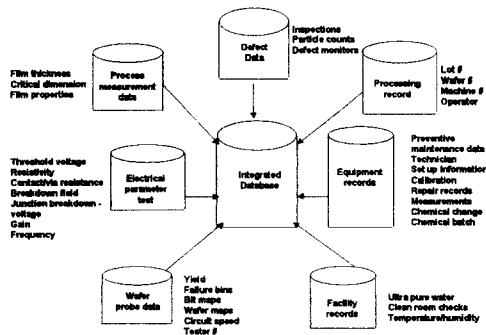 Defect
Data
Inspections
Particle counts
Defect monitors
Film thickness
Critical dimension
Film properties
Process
measurement
data
Processing
record
Lot #
Wafer #
Machine #
Operator
Threshold voltage
Resistivity
Contact/via resistance
Breakdown field
Junction breakdown -
voltage
Gain
Frequency
Electrical
parameter
test
Integrated
Database
Equipment
records
Preventive
maintenance data
Technician
Set up information
Calibration
Repair records
Measurements
Chemical change
Chemical batch
Wafer
probe data
Yield
Failure bins
Bit maps
Wafer maps
Circuit speed
Tester #
Facility
records
Ultra pure water
Clean room checks
Temperature/humidity